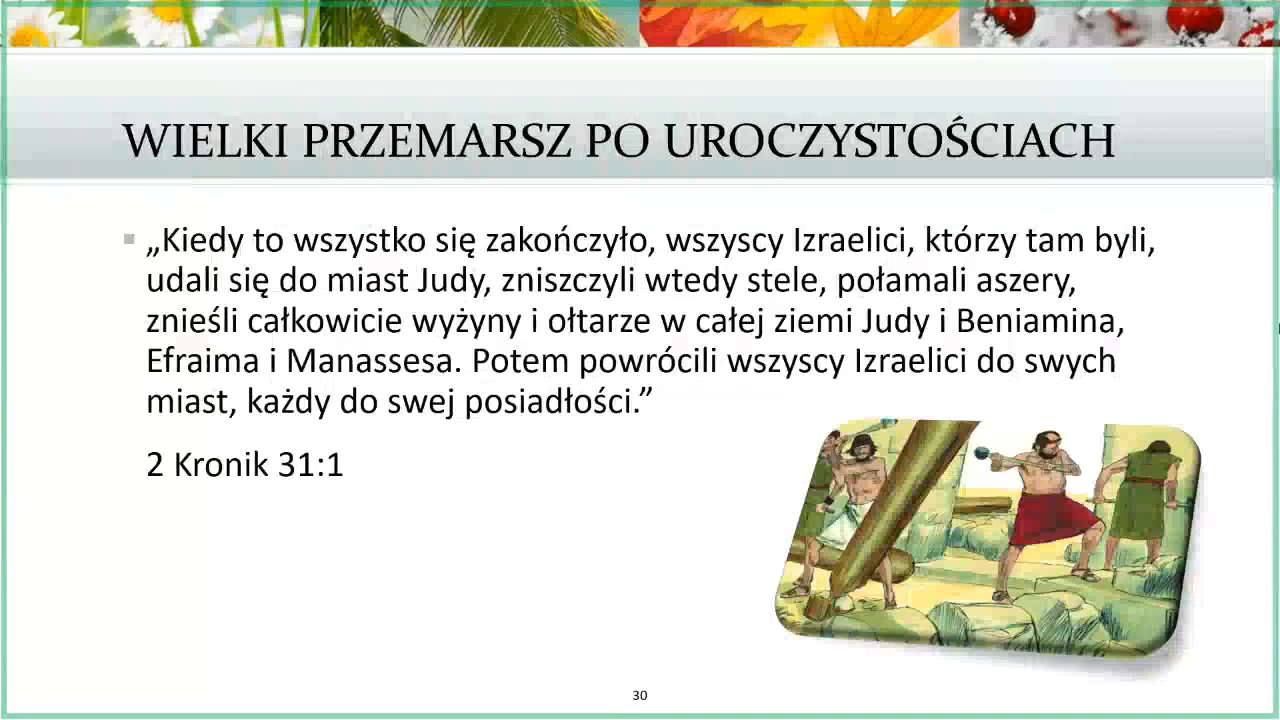 WIELKI PRZEMARSZ PO UROCZYSTOŚCIACH
„Kiedy to wszystko się zakończyło, wszyscy Izraelici, którzy tam byli,
udali się do miast Judy, zniszczyli wtedy stele, połamali aszery,
znieśli całkowicie wyżyny i ołtarze w całej ziemi Judy i Beniamina,
Efraima i Manassesa. Potem powrócili wszyscy Izraelici do swych
miast, każdy do swej posiadłości.”
2 Kronik 31:1
30